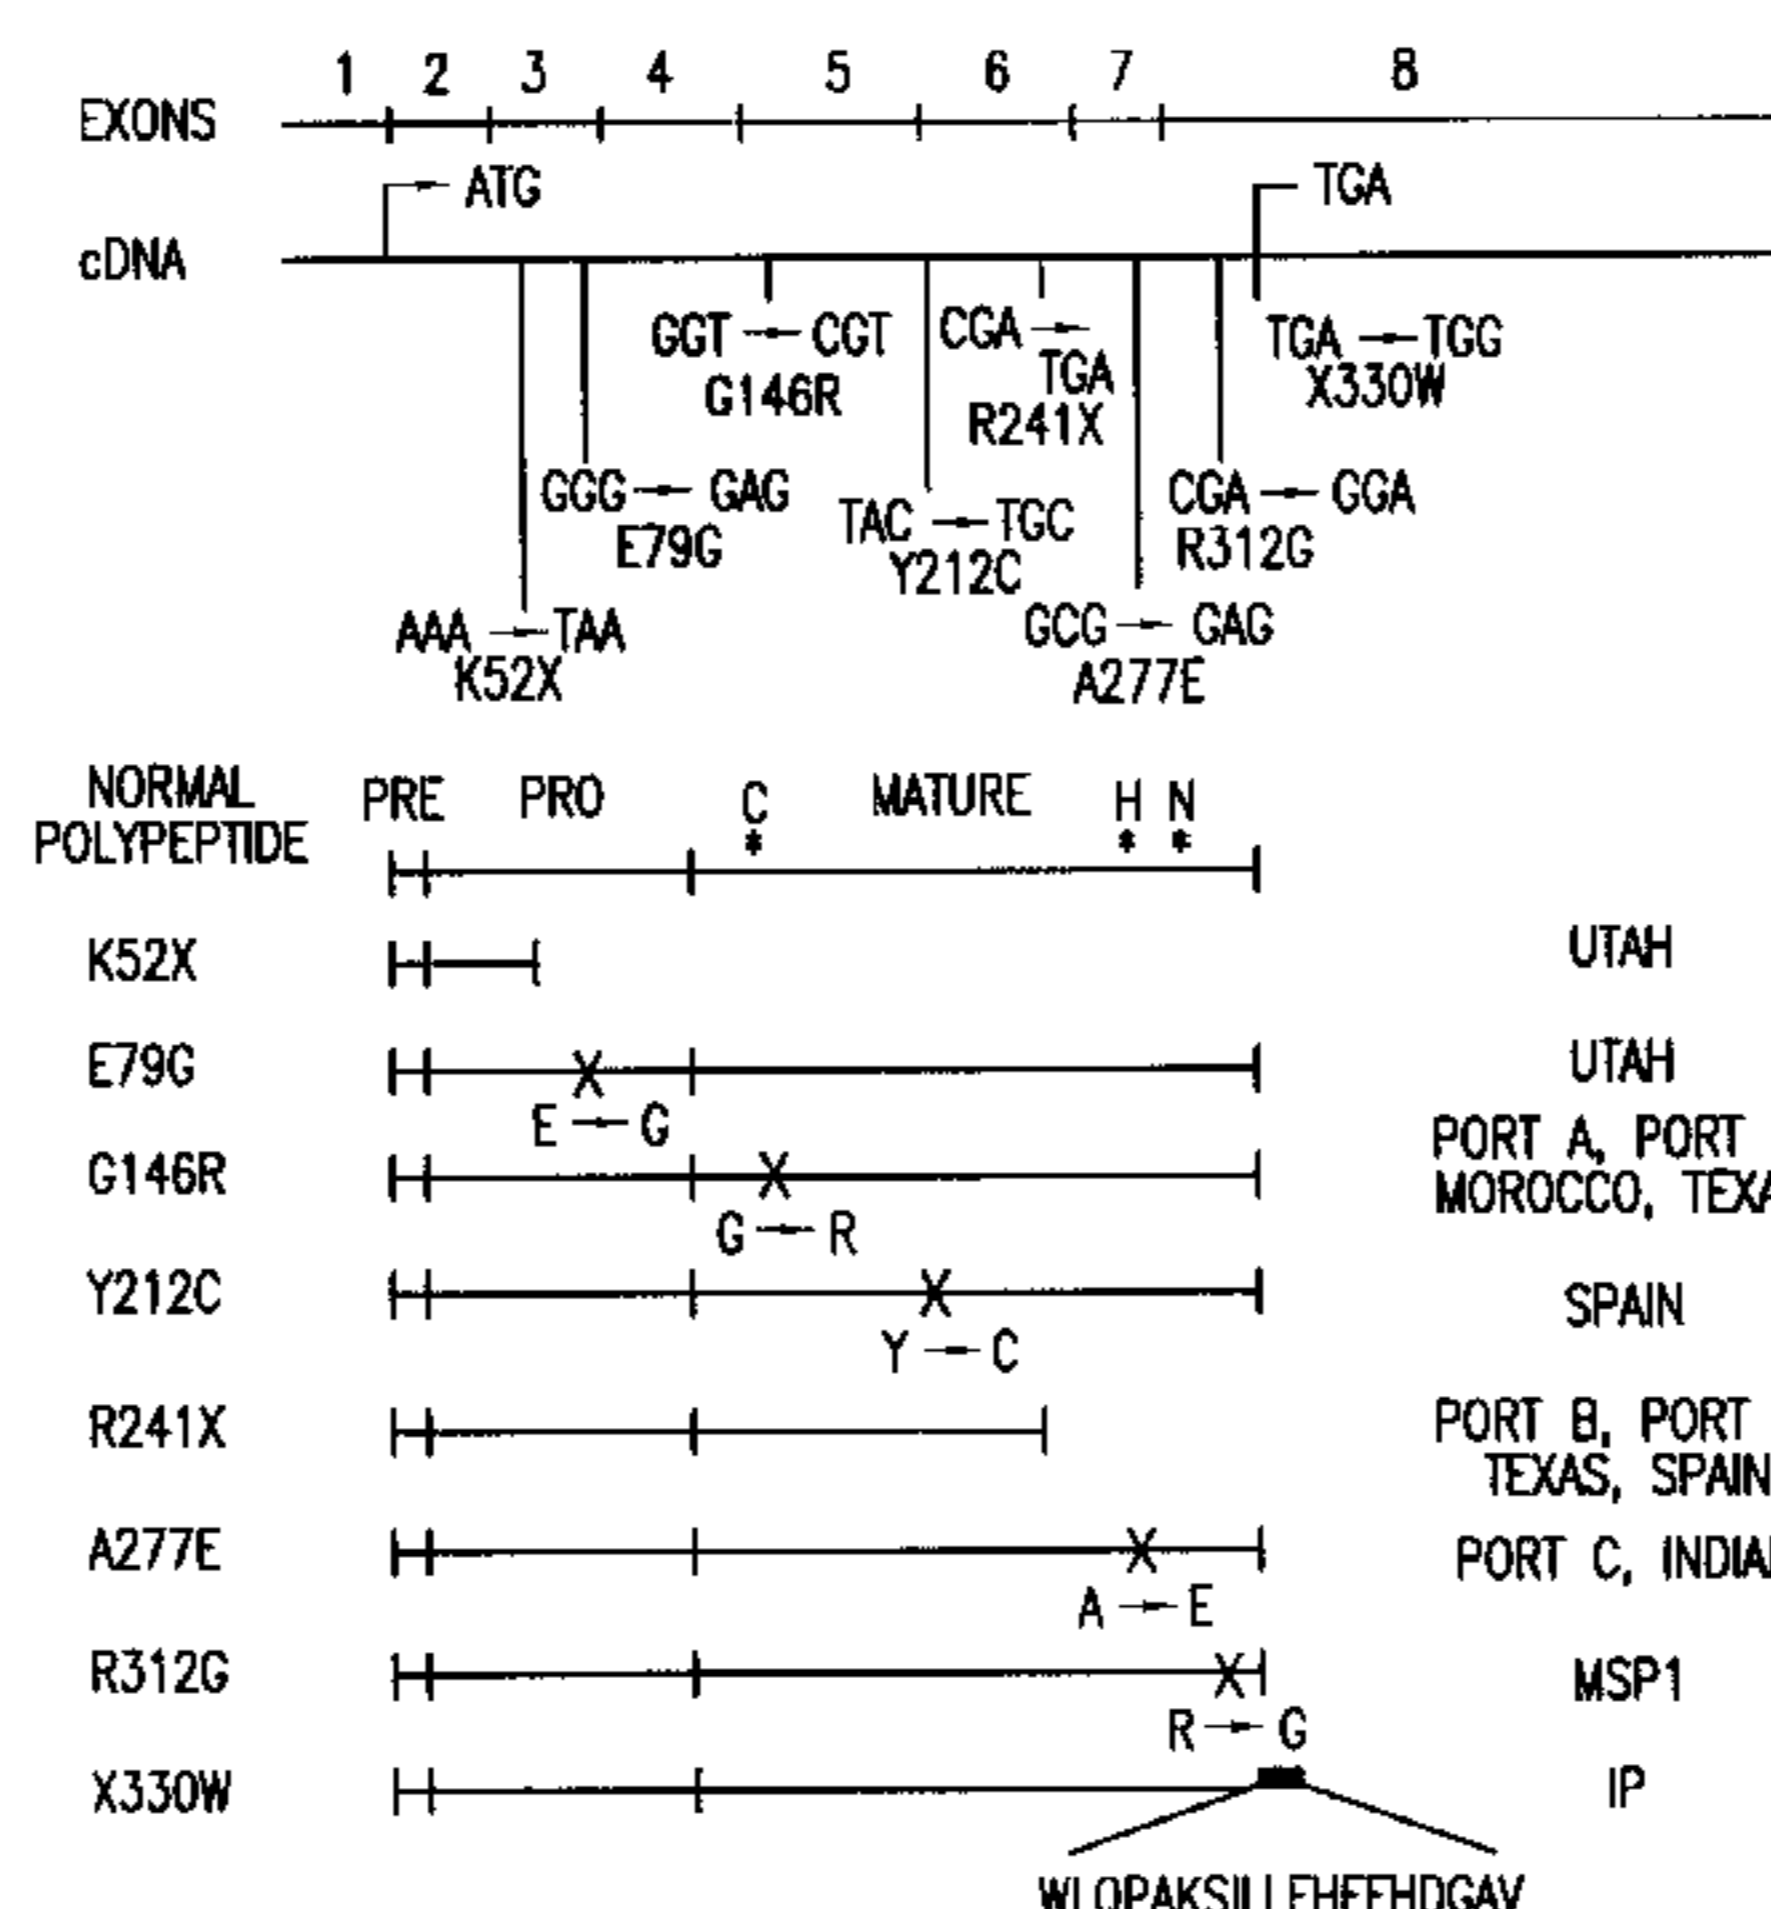 1 2 3 4 5 6 7 8
EXONS
ATG TGA
cDNA
GGT → CGT
G146R
CGA →
TGA
R241X
TGA → TGG
X330W
GGG → GAG
E79G
TAC → TGC
Y212C
CGA → GGA
R312G
AAA → TAA
K52X
GCG → GAG
A277E
NORMAL
POLYPEPTIDE
PRE PRO C MATURE H N
* * *
K52X UTAH
E79G UTAH
E → G
G146R PORT A, PORT
MOROCCO,
G → R
Y212C SPAIN
Y → C
R241X PORT B, PORT
TEXAS, SPAIN
A277E PORT C,
A → E
R312G MSP1
R → G
X330W IP